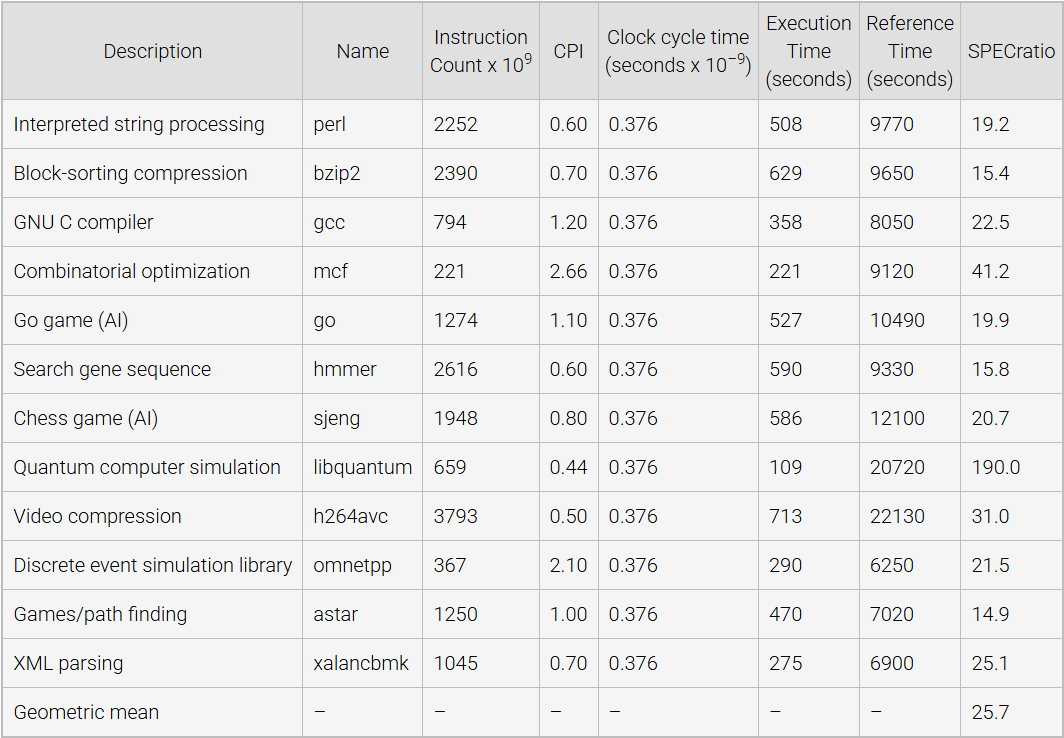 Description Name Instruction Count x 10⁹ CPI Clock cycle time (seconds x 10⁻⁹) Execution Time (seconds) Reference Time (seconds) SPECratio
Interpreted string processing perl 2252 0.60 0.376 508 9770 19.2
Block-sorting compression bzip2 2390 0.70 0.376 629 9650 15.4
GNU C compiler gcc 794 1.20 0.376 358 8050 22.5
Combinatorial optimization mcf 221 2.66 0.376 221 9120 41.2
Go game (AI) go 1274 1.10 0.376 527 10490 19.9
Search gene sequence hmmer 2616 0.60 0.376 590 9330 15.8
Chess game (AI) sjeng 1948 0.80 0.376 586 12100 20.7
Quantum computer simulation libquantum 659 0.44 0.376 109 20720 190.0
Video compression h264avc 3793 0.50 0.376 713 22130 31.0
Discrete event simulation library omnetpp 367 2.10 0.376 290 6250 21.5
Games/path finding astar 1250 1.00 0.376 470 7020 14.9
XML parsing xalancbmk 1045 0.70 0.376 275 6900 25.1
Geometric mean – – – – – – 25.7